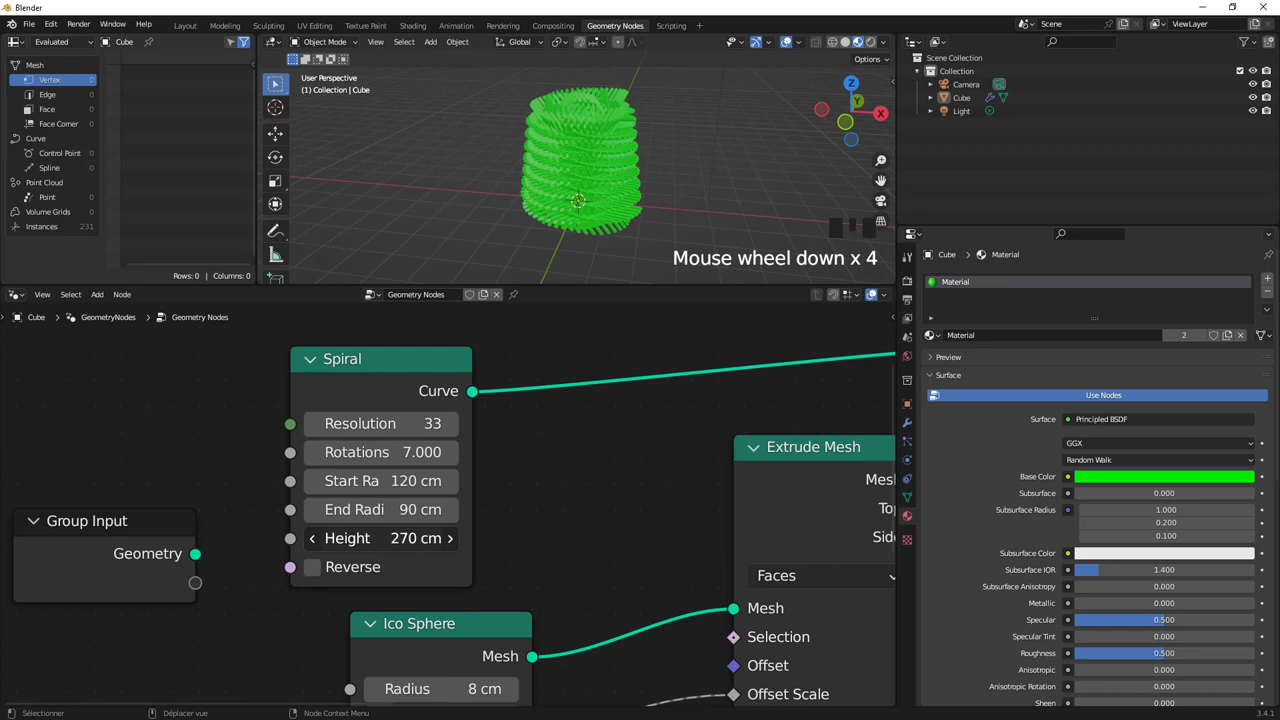 Blender
File Edit Render Window Help Layout Modeling Sculpting UV Editing Texture Paint Shading Animation Rendering Compositing Geometry Nodes Scripting + Scene ViewLayer
Evaluated Cube Object Mode View Select Add Object Global
Options
Mesh
Vertex 0
Edge 0
Face 0
Face Corner 0
Curve
Control Point 0
Spline 0
Point Cloud
Point 0
Volume Grids
Instances 231
Rows: 0 | Columns: 0
User Perspective
(1) Collection | Cube
Z
Y
X
Mouse wheel down x 4
Scene Collection
Collection
Camera
Cube
Light
View Select Add Node Geometry Nodes
Cube > GeometryNodes > Geometry Nodes
Spiral
Curve
Resolution 33
Rotations 7.000
Start Ra 120 cm
End Radi 90 cm
Height 270 cm
Reverse
Group Input
Geometry
Ico Sphere
Mesh
Radius 8 cm
Extrude Mesh
Mesl
To
Side
Faces
Mesh
Selection
Offset
Offset Scale
Cube > Material
Material
Material 2
Preview
Surface
Use Nodes
Surface Principled BSDF
GGX
Random Walk
Base Color
Subsurface 0.000
Subsurface Radius 1.000
0.200
0.100
Subsurface Color
Subsurface IOR 1.400
Subsurface Anisotropy 0.000
Metallic 0.000
Specular 0.500
Specular Tint 0.000
Roughness 0.500
Anisotropic 0.000
Anisotropic Rotation 0.000
Sheen 0.000
Sélectionner Déplacer vue Node Context Menu 3.4.1